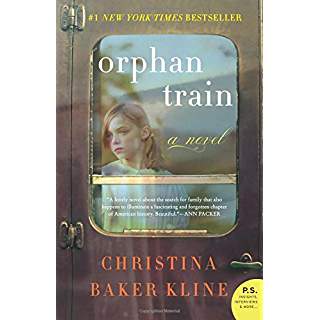 #1 NEW YORK TIMES BESTSELLER
orphan
train
a novel
"A lovely novel about the search for family that also
happens to illuminate a fascinating and forgotten chapter
of American history. Beautiful."—ANN PACKER
CHRISTINA
BAKER KLINE
P.S.
INSIGHTS,
INTERVIEWS
& MORE...